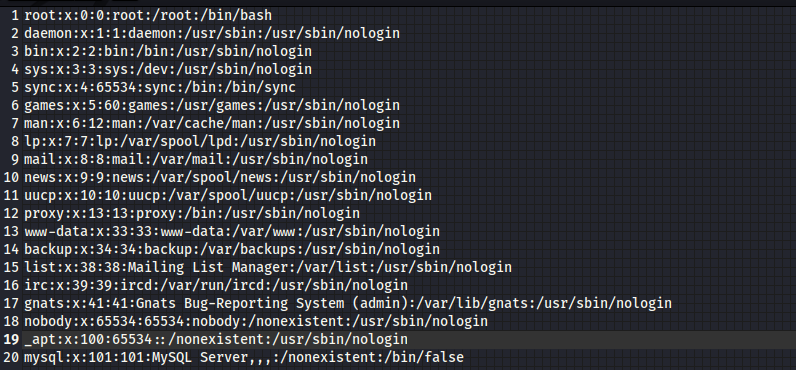 1 root:x:0:0:root:/root:/bin/bash
2 daemon:x:1:1:daemon:/usr/sbin:/usr/sbin/nologin
3 bin:x:2:2:bin:/bin:/usr/sbin/nologin
4 sys:x:3:3:sys:/dev:/usr/sbin/nologin
5 sync:x:4:65534:sync:/bin:/bin/sync
6 games:x:5:60:games:/usr/games:/usr/sbin/nologin
7 man:x:6:12:man:/var/cache/man:/usr/sbin/nologin
8 lp:x:7:7:lp:/var/spool/lpd:/usr/sbin/nologin
9 mail:x:8:8:mail:/var/mail:/usr/sbin/nologin
10 news:x:9:9:news:/var/spool/news:/usr/sbin/nologin
11 uucp:x:10:10:uucp:/var/spool/uucp:/usr/sbin/nologin
12 proxy:x:13:13:proxy:/bin:/usr/sbin/nologin
13 www-data:x:33:33:www-data:/var/www:/usr/sbin/nologin
14 backup:x:34:34:backup:/var/backups:/usr/sbin/nologin
15 list:x:38:38:Mailing List Manager:/var/list:/usr/sbin/nologin
16 irc:x:39:39:ircd:/var/run/ircd:/usr/sbin/nologin
17 gnats:x:41:41:Gnats Bug-Reporting System (admin):/var/lib/gnats:/usr/sbin/nologin
18 nobody:x:65534:65534:nobody:/nonexistent:/usr/sbin/nologin
19 _apt:x:100:65534::/nonexistent:/usr/sbin/nologin
20 mysql:x:101:101:MySQL Server,,,:/nonexistent:/bin/false